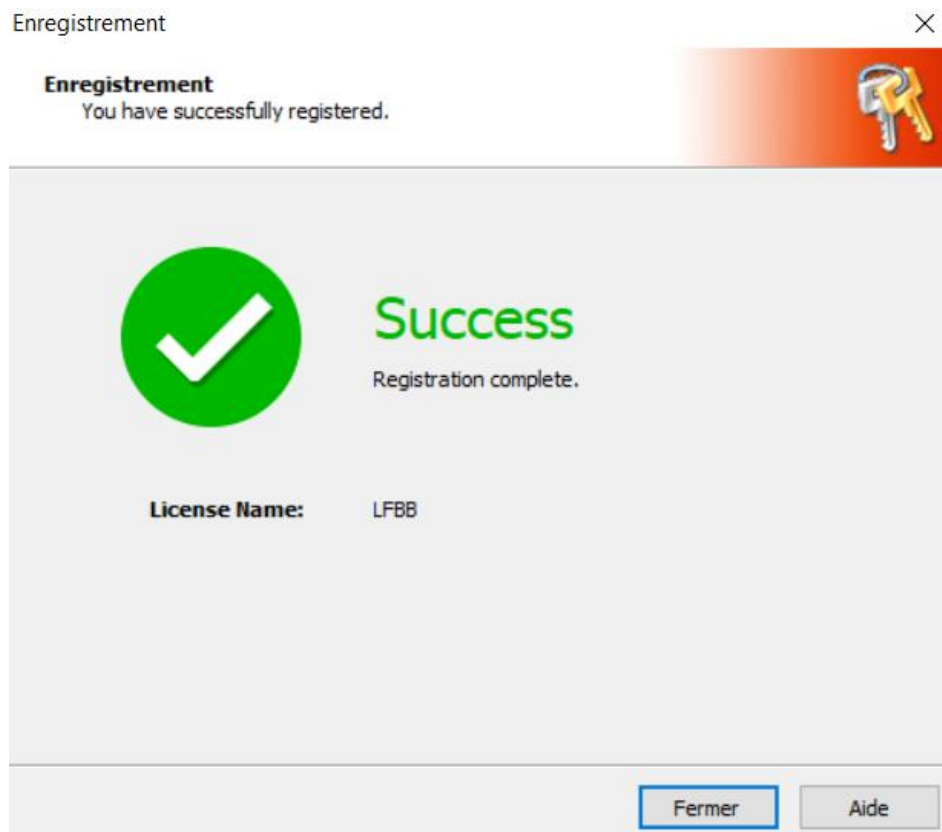 Enregistrement
Enregistrement
You have successfully registered.
Success
Registration complete.
License Name: LFBB
Fermer Aide